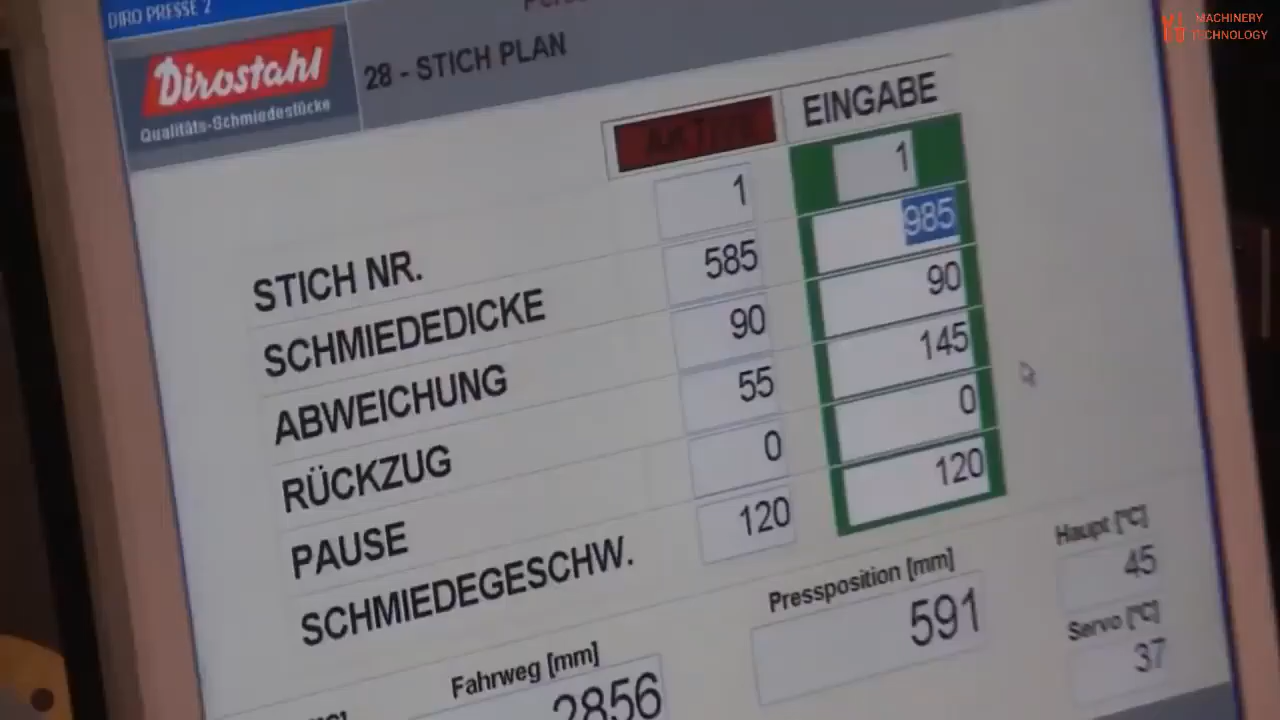 DIRO PRESSE 2
MACHINERY
TECHNOLOGY
Dirostahl
Qualitäts-Schmiedestücke
28 - STICH PLAN
EINGABE
STICH NR. 1 1
SCHMIEDEDICKE 585 985
ABWEICHUNG 90 90
RÜCKZUG 55 145
PAUSE 0 0
SCHMIEDEGESCHW. 120 120
Fahrweg [mm] Pressposition [mm] Haupt [°C]
2856 591 45
Servo [°C]
37